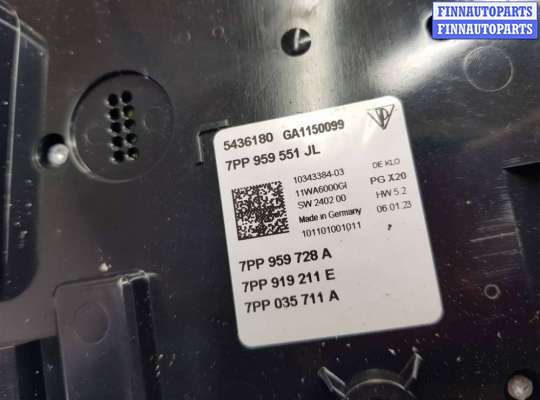 FINNAUTOPARTS
FINNAUTOPARTS
5436180 GA1150099
7PP 959 551 JL
10343384-03 DE KLO
11WA6000GI PG X20
SW 2402 00 HW 5.2
Made in Germany 06.01.23
101101001011
7PP 959 728 A
7PP 919 211 E
7PP 035 711 A